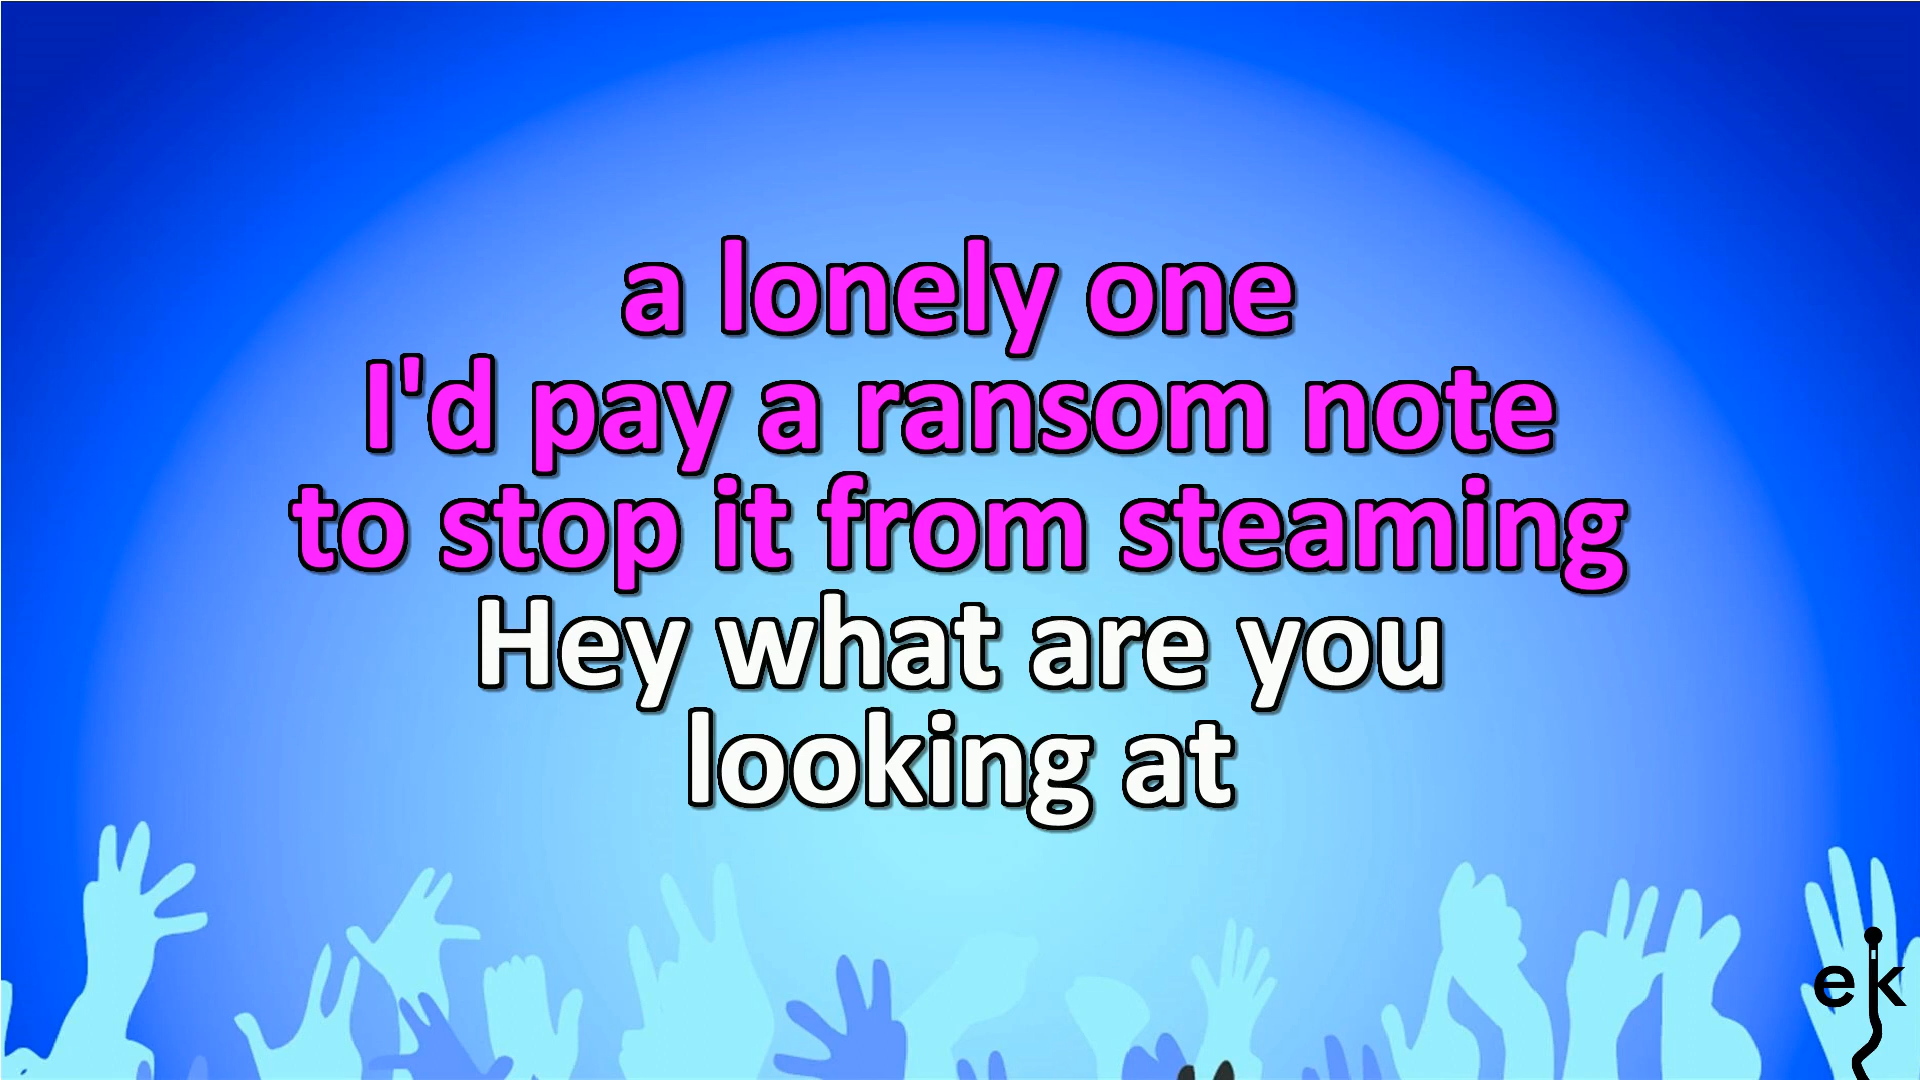 a lonely one
I'd pay a ransom note
to stop it from steaming
Hey what are you
looking at
ek